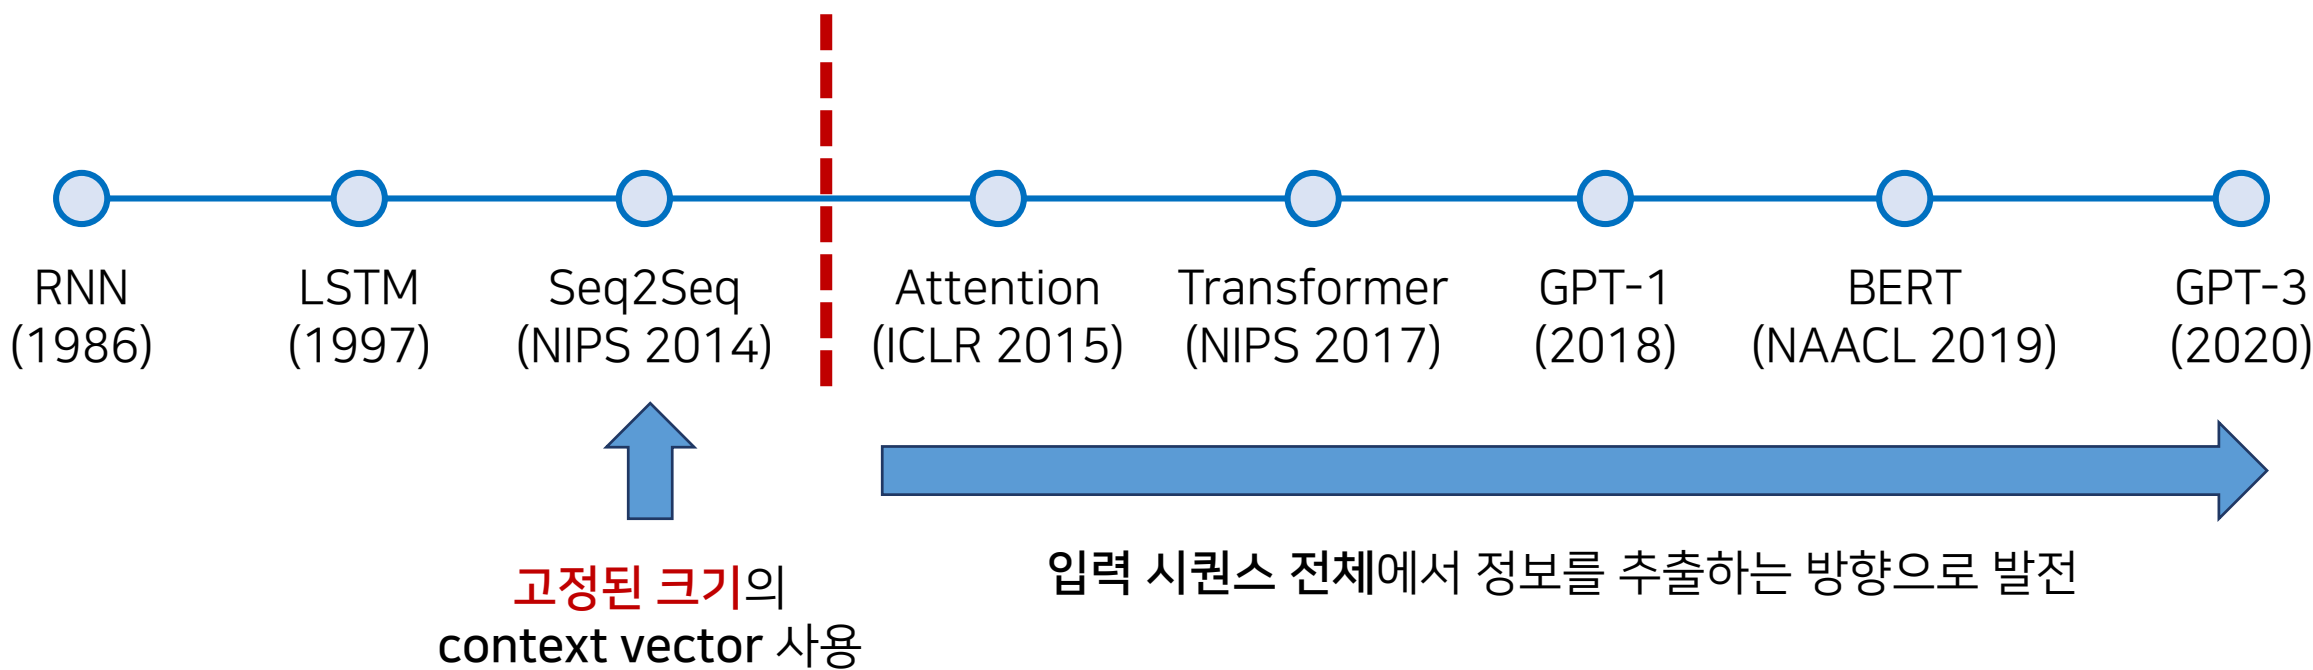 RNN
(1986)
LSTM
(1997)
Seq2Seq
(NIPS 2014)
Attention
(ICLR 2015)
Transformer
(NIPS 2017)
GPT-1
(2018)
BERT
(NAACL 2019)
GPT-3
(2020)
고정된 크기의
context vector 사용
입력 시퀀스 전체에서 정보를 추출하는 방향으로 발전